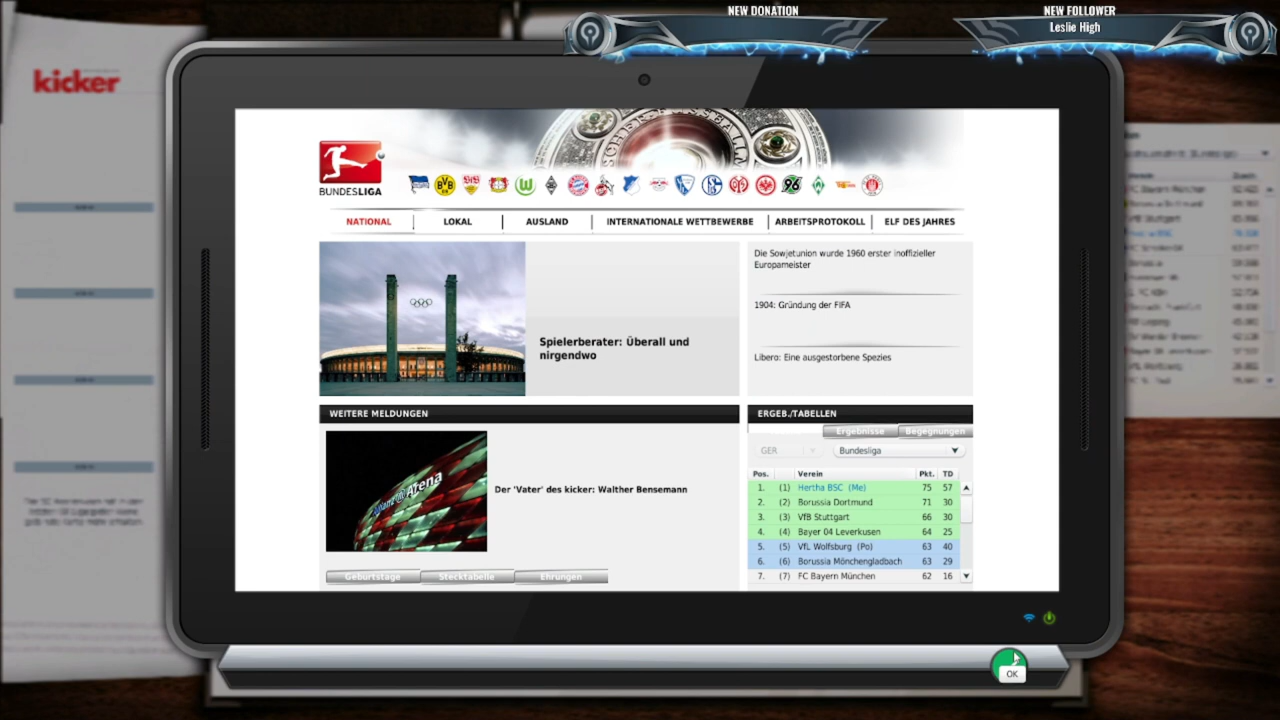 NEW DONATION
NEW FOLLOWER
Leslie High
kicker
BUNDESLIGA
NATIONAL
LOKAL
AUSLAND
INTERNATIONALE WETTBEWERBE
ARBEITSPROTOKOLL
ELF DES JAHRES
Spielerberater: Überall und
nirgendwo
Die Sowjetunion wurde 1960 erster inoffizieller
Europameister
1904: Gründung der FIFA
Libero: Eine ausgestorbene Spezies
WEITERE MELDUNGEN
Allianz Arena
Der 'Vater' des kicker: Walther Bensemann
Geburtstage
Stecktabelle
Ehrungen
ERGEB./TABELLEN
Ergebnisse
Begegnungen
GER
Bundesliga
Pos. Verein Pkt. TD
1. (1) Hertha BSC (Me) 75 57
2. (2) Borussia Dortmund 71 30
3. (3) VfB Stuttgart 66 30
4. (4) Bayer 04 Leverkusen 64 25
5. (5) VfL Wolfsburg (Po) 63 40
6. (6) Borussia Mönchengladbach 63 29
7. (7) FC Bayern München 62 16
OK